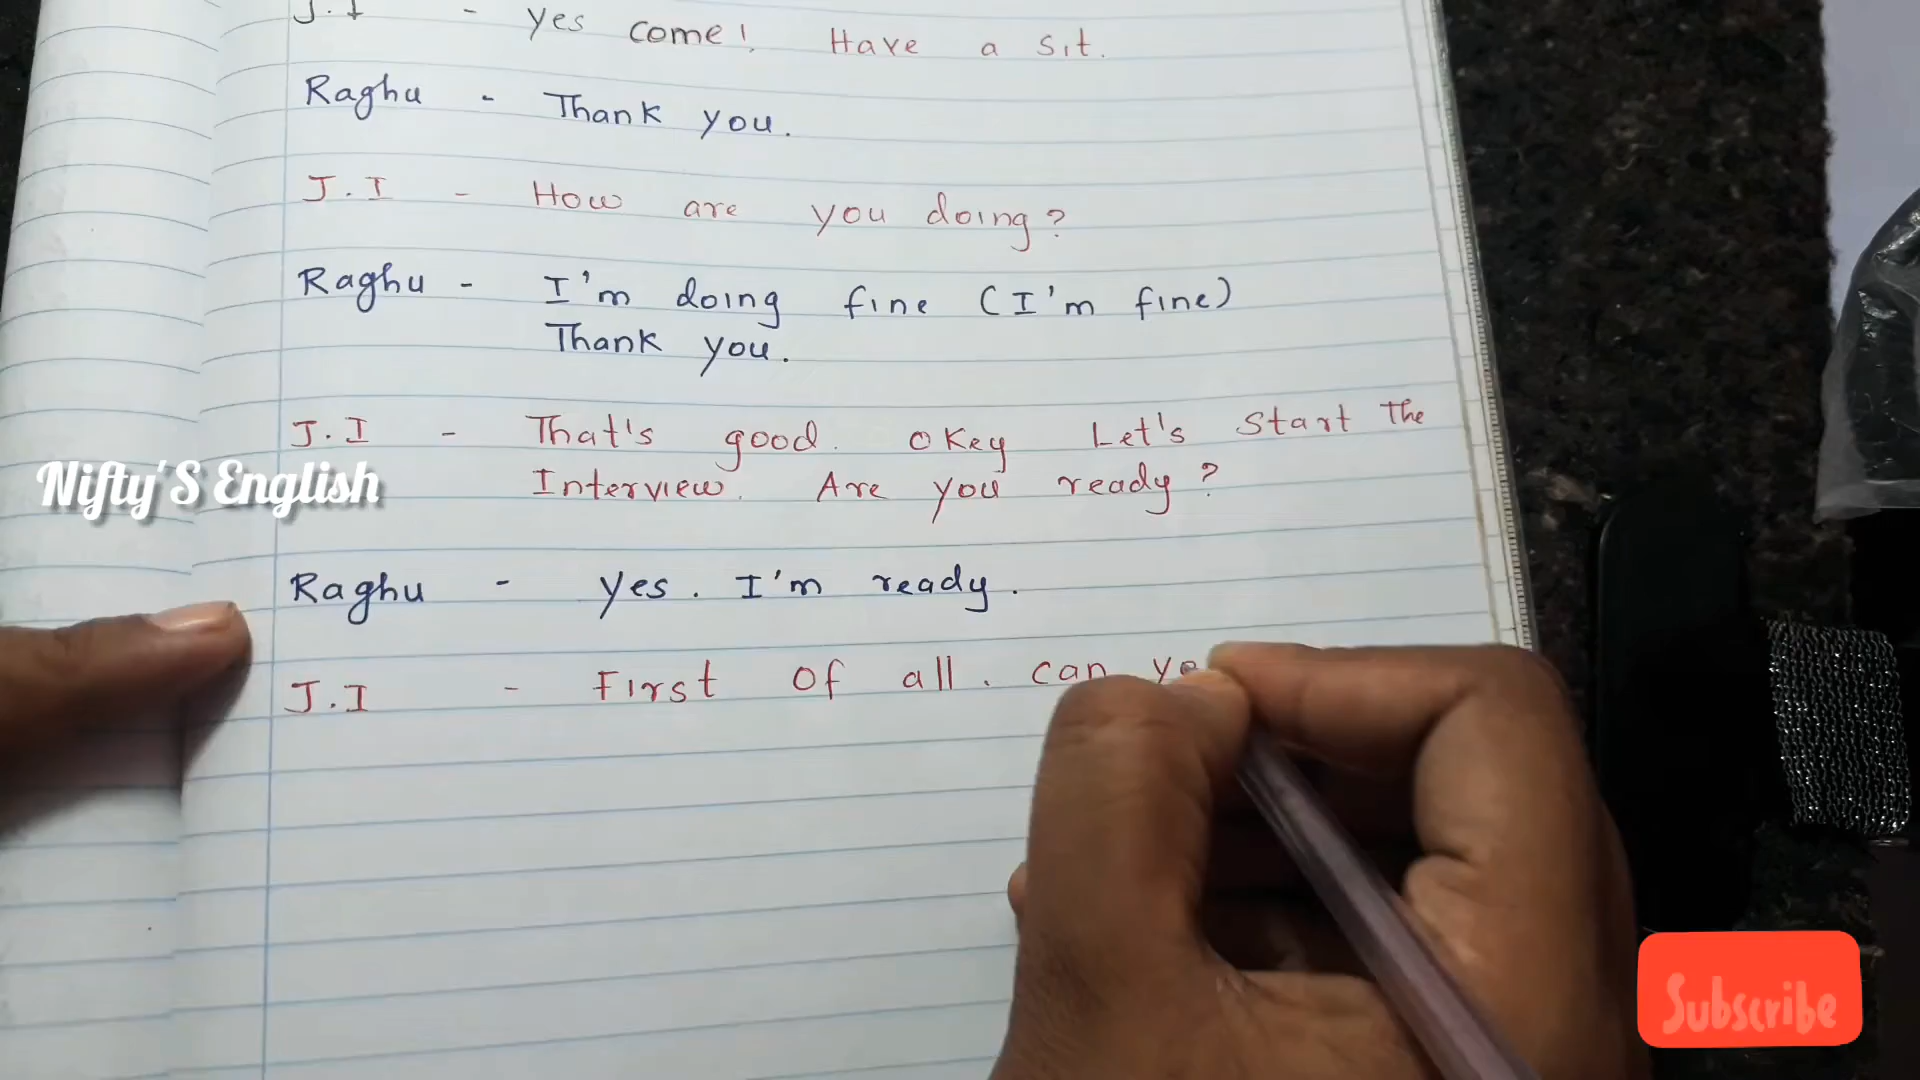 J.I - Yes come! Have a sit.
Raghu - Thank you.
J.I - How are you doing?
Raghu - I'm doing fine (I'm fine)
Thank you.
J.I - That's good. Okey Let's start the
Interview. Are you ready?
Nifty'S English
Raghu - Yes. I'm ready.
J.I - First of all. can yo
Subscribe